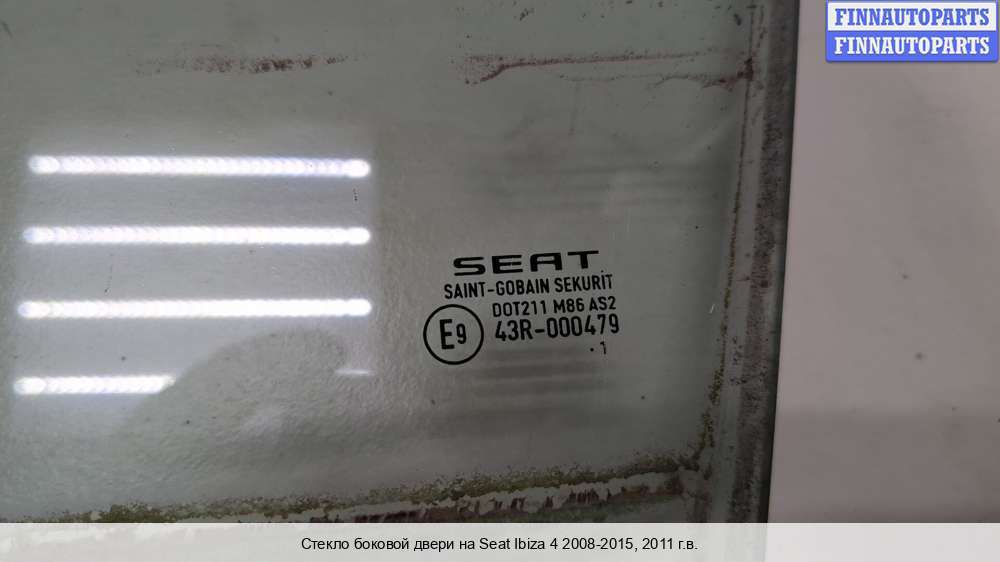 FINNAUTOPARTS
FINNAUTOPARTS
SEAT
SAINT-GOBAIN SEKURIT
DOT211 M86 AS2
E9 43R-000479
. 1
Стекло боковой двери на Seat Ibiza 4 2008-2015, 2011 г.в.